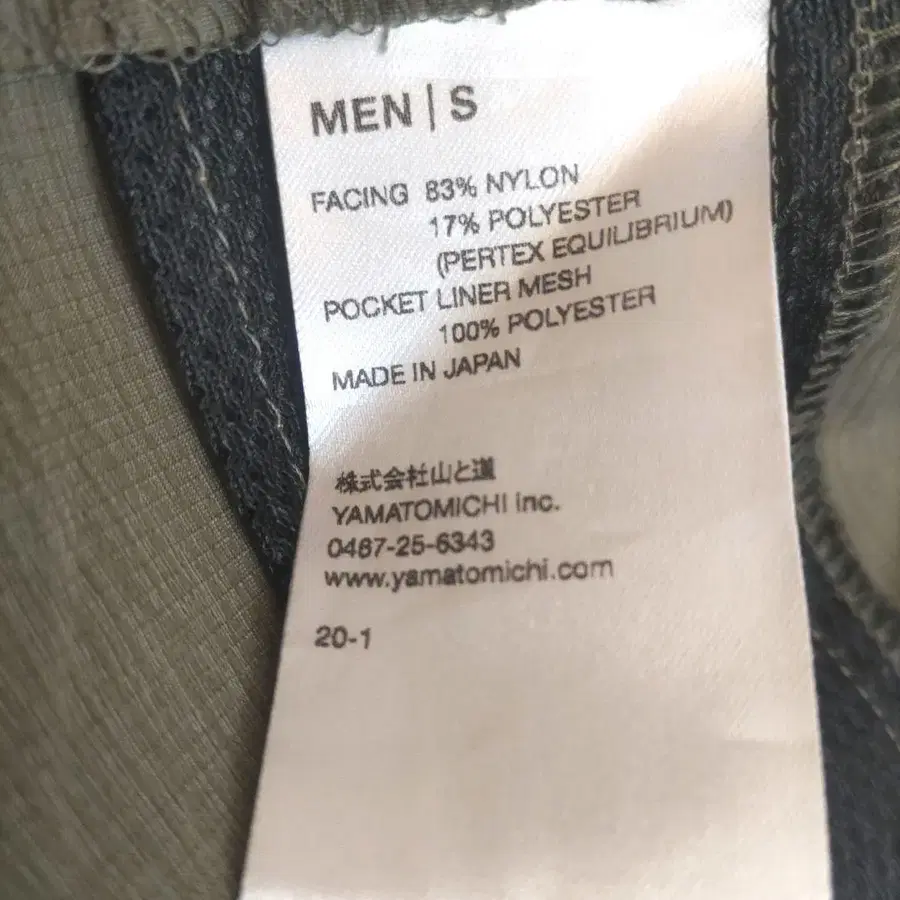 MEN | S
FACING 83% NYLON
17% POLYESTER
(PERTEX EQUILIBRIUM)
POCKET LINER MESH
100% POLYESTER
MADE IN JAPAN
株式会社山と道
YAMATOMICHI inc.
0467-25-6343
www.yamatomichi.com
20-1